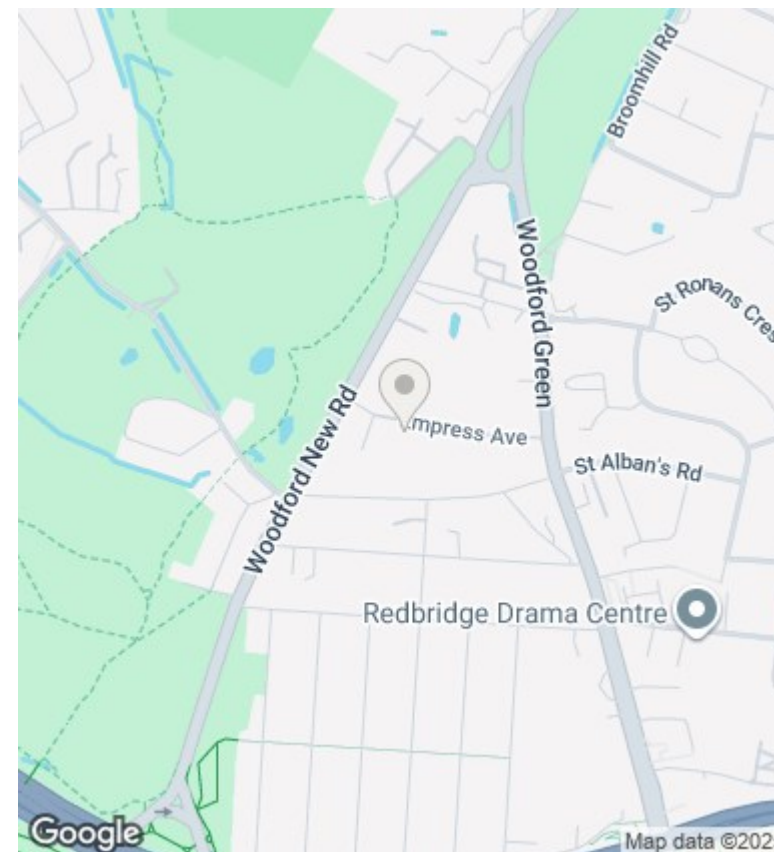 Broomhill Rd
Woodford Green
St Ronans Cres
Woodford New Rd
Empress Ave
St Alban's Rd
Redbridge Drama Centre
Google
Map data ©202